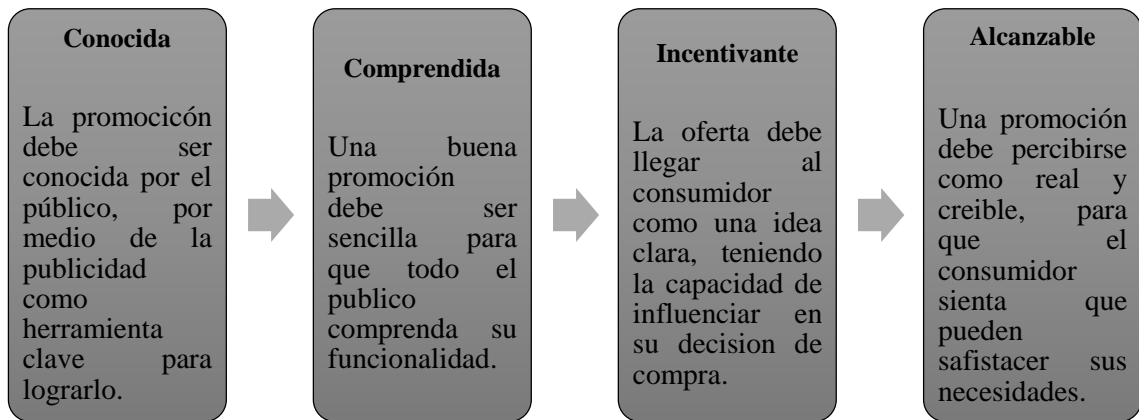 Conocida
La promocicón
debe ser
conocida por el
público, por
medio de la
publicidad
como
herramienta
clave para
lograrlo.
Comprendida
Una buena
promoción
debe ser
sencilla para
que todo el
publico
comprenda su
funcionalidad.
Incentivante
La oferta debe
llegar al
consumidor
como una idea
clara, teniendo
la capacidad de
influenciar en
su decision de
compra.
Alcanzable
Una promoción
debe percibirse
como real y
creible, para
que el
consumidor
sienta que
pueden
safistacer sus
necesidades.